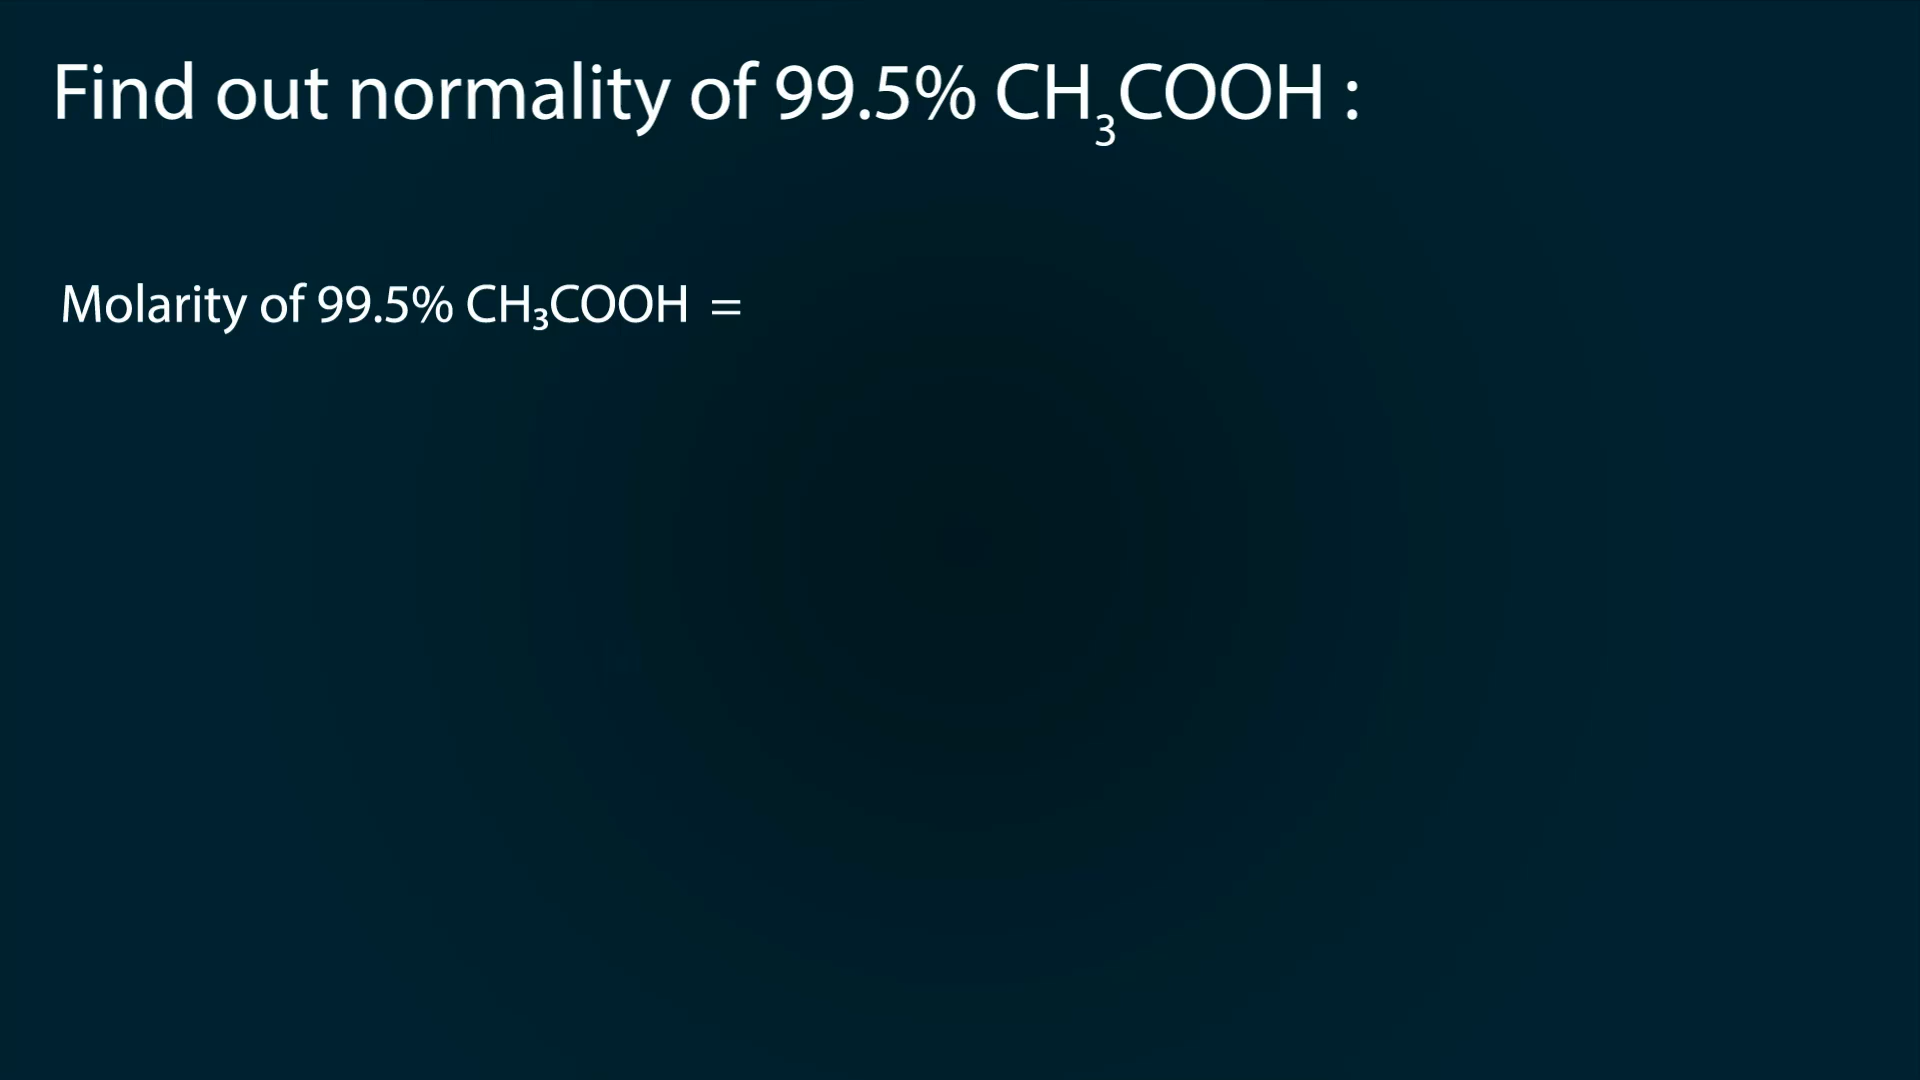 Find out normality of 99.5% CH₃COOH :
Molarity of 99.5% CH₃COOH =